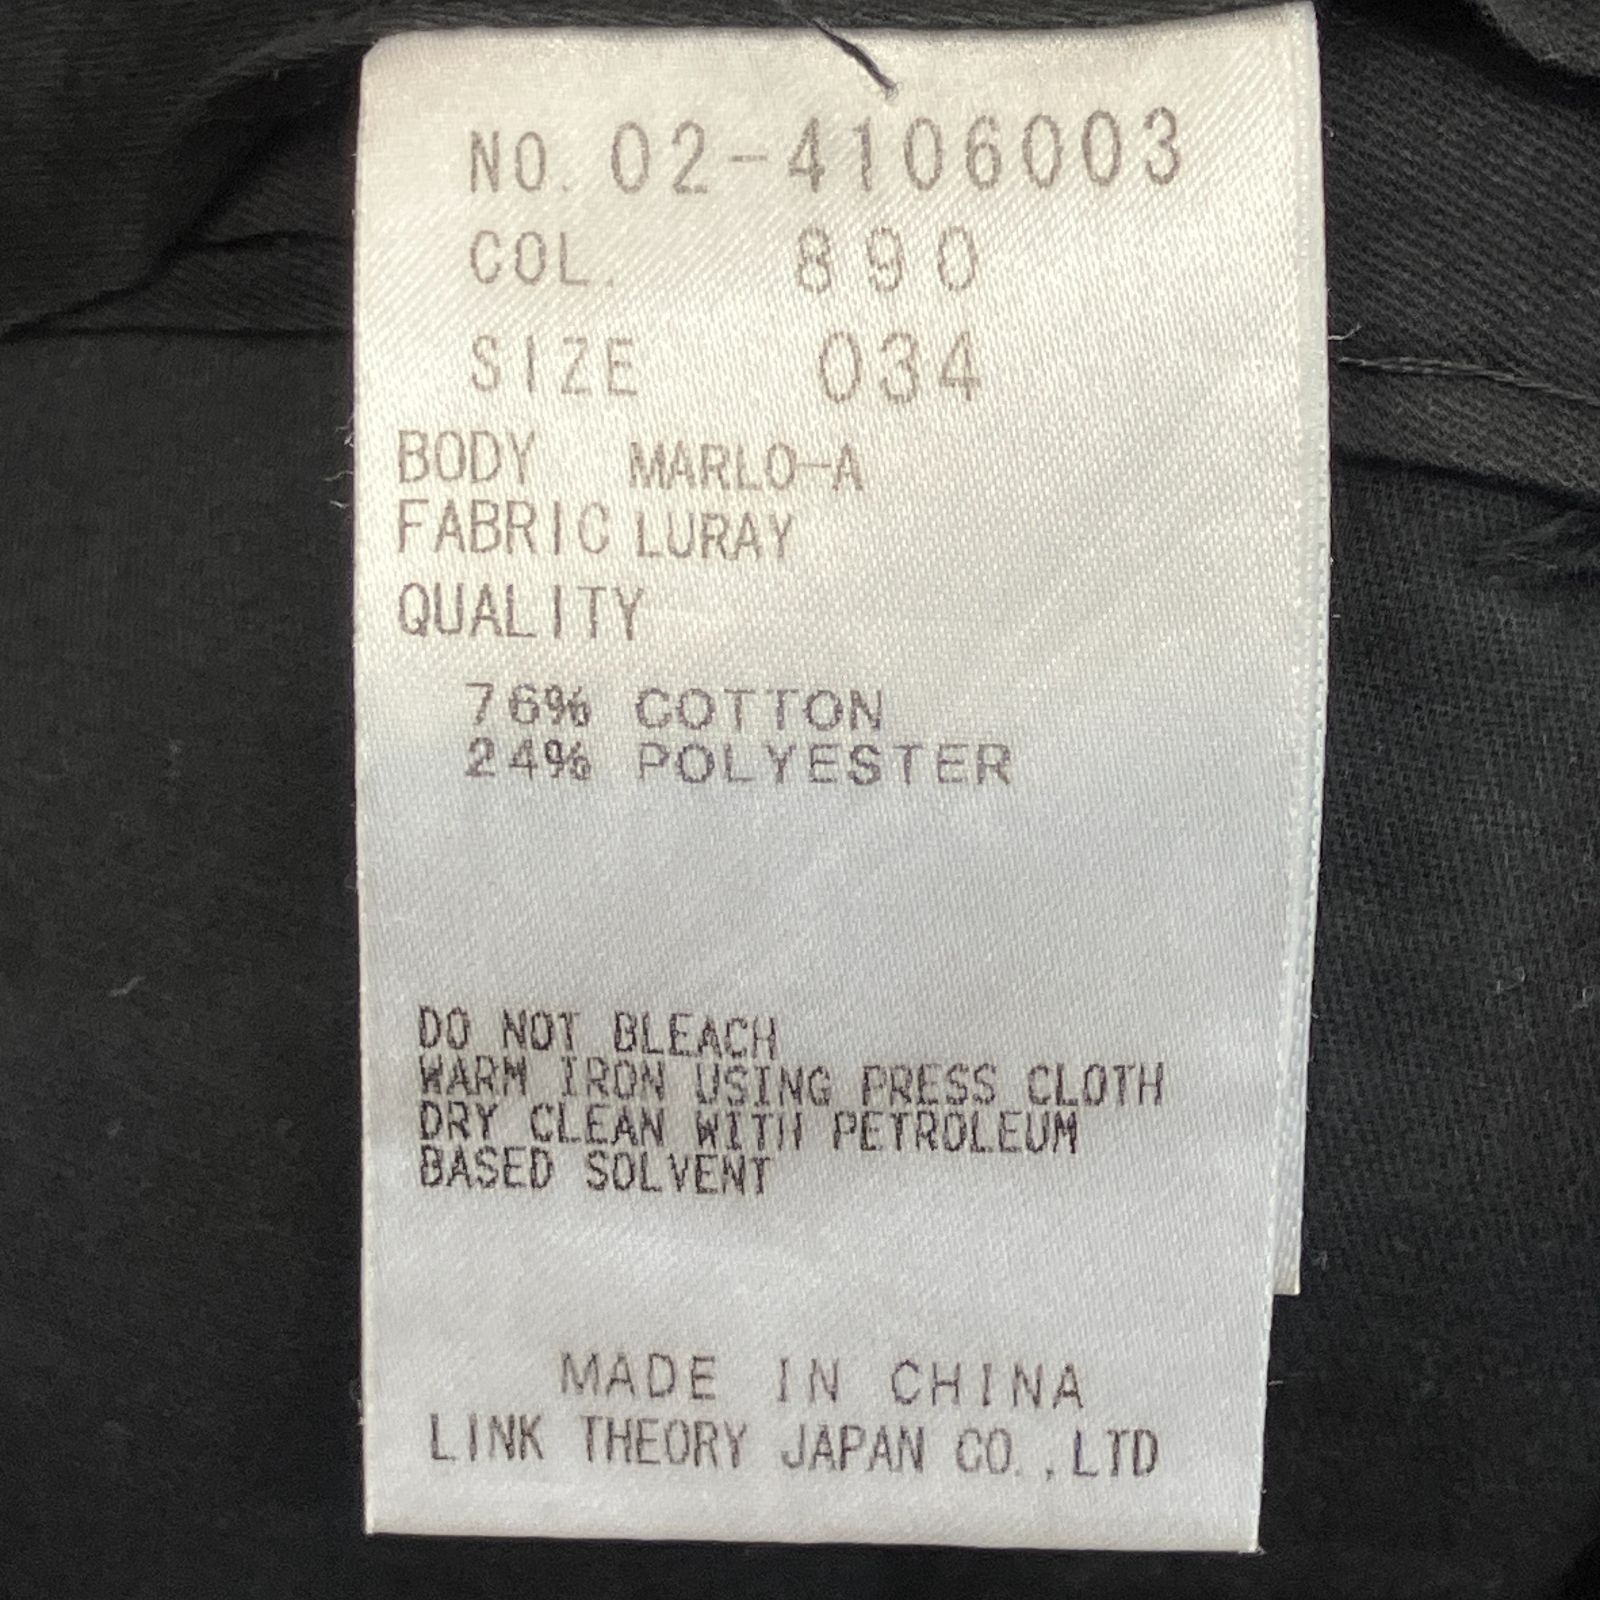 NO. 02-4106003
COL. 890
SIZE 034
BODY MARLO-A
FABRIC LURAY
QUALITY
76% COTTON
24% POLYESTER
DO NOT BLEACH
WARM IRON USING PRESS CLOTH
DRY CLEAN WITH PETROLEUM
BASED SOLVENT
MADE IN CHINA
LINK THEORY JAPAN CO.,LTD